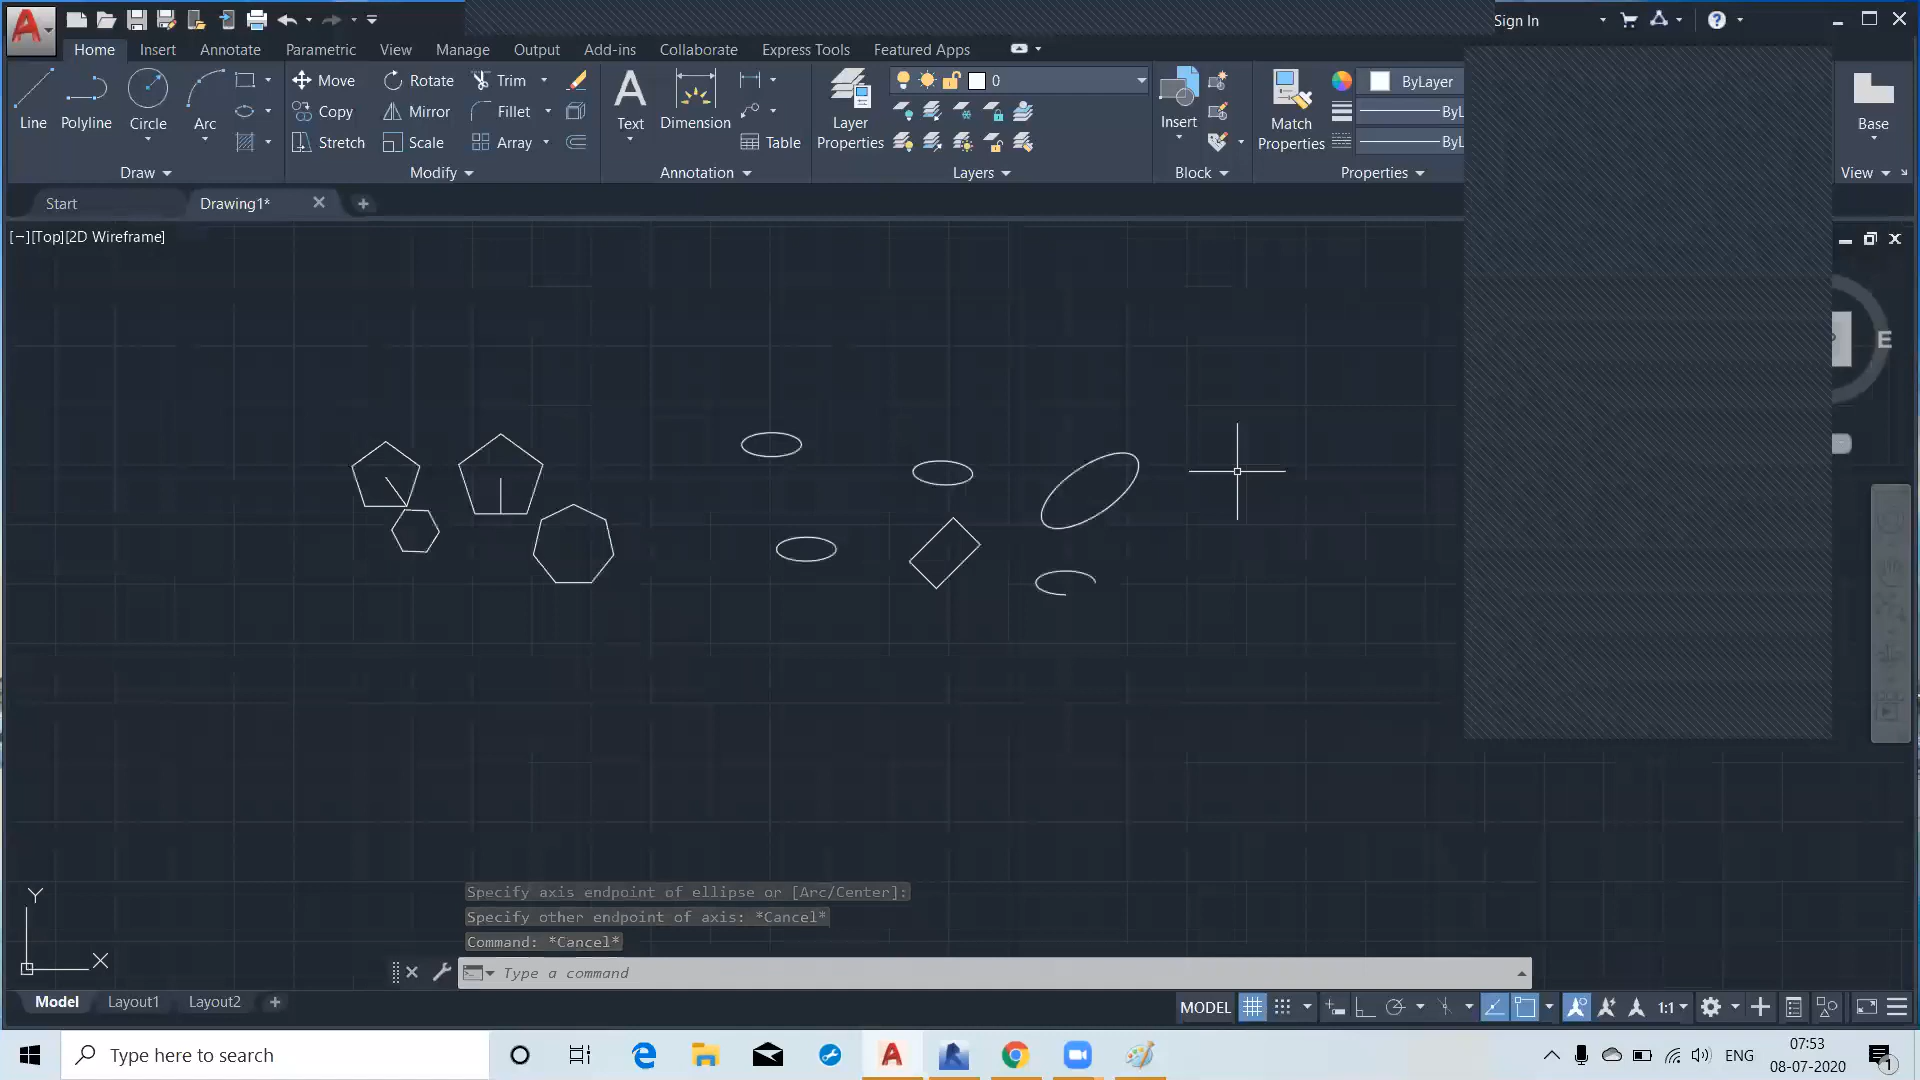 Sign In
Home Insert Annotate Parametric View Manage Output Add-ins Collaborate Express Tools Featured Apps
Line Polyline Circle Arc
Move Rotate Trim
Copy Mirror Fillet
Stretch Scale Array
Text Dimension Table
Layer Properties
0
Insert
Match Properties
ByLayer
ByL
ByL
Base
Draw Modify Annotation Layers Block Properties View
Start Drawing1*
[−][Top][2D Wireframe]
E
Y
X
Specify axis endpoint of ellipse or [Arc/Center]:
Specify other endpoint of axis: *Cancel*
Command: *Cancel*
Type a command
Model Layout1 Layout2
MODEL 1:1
Type here to search
ENG
07:53
08-07-2020
1